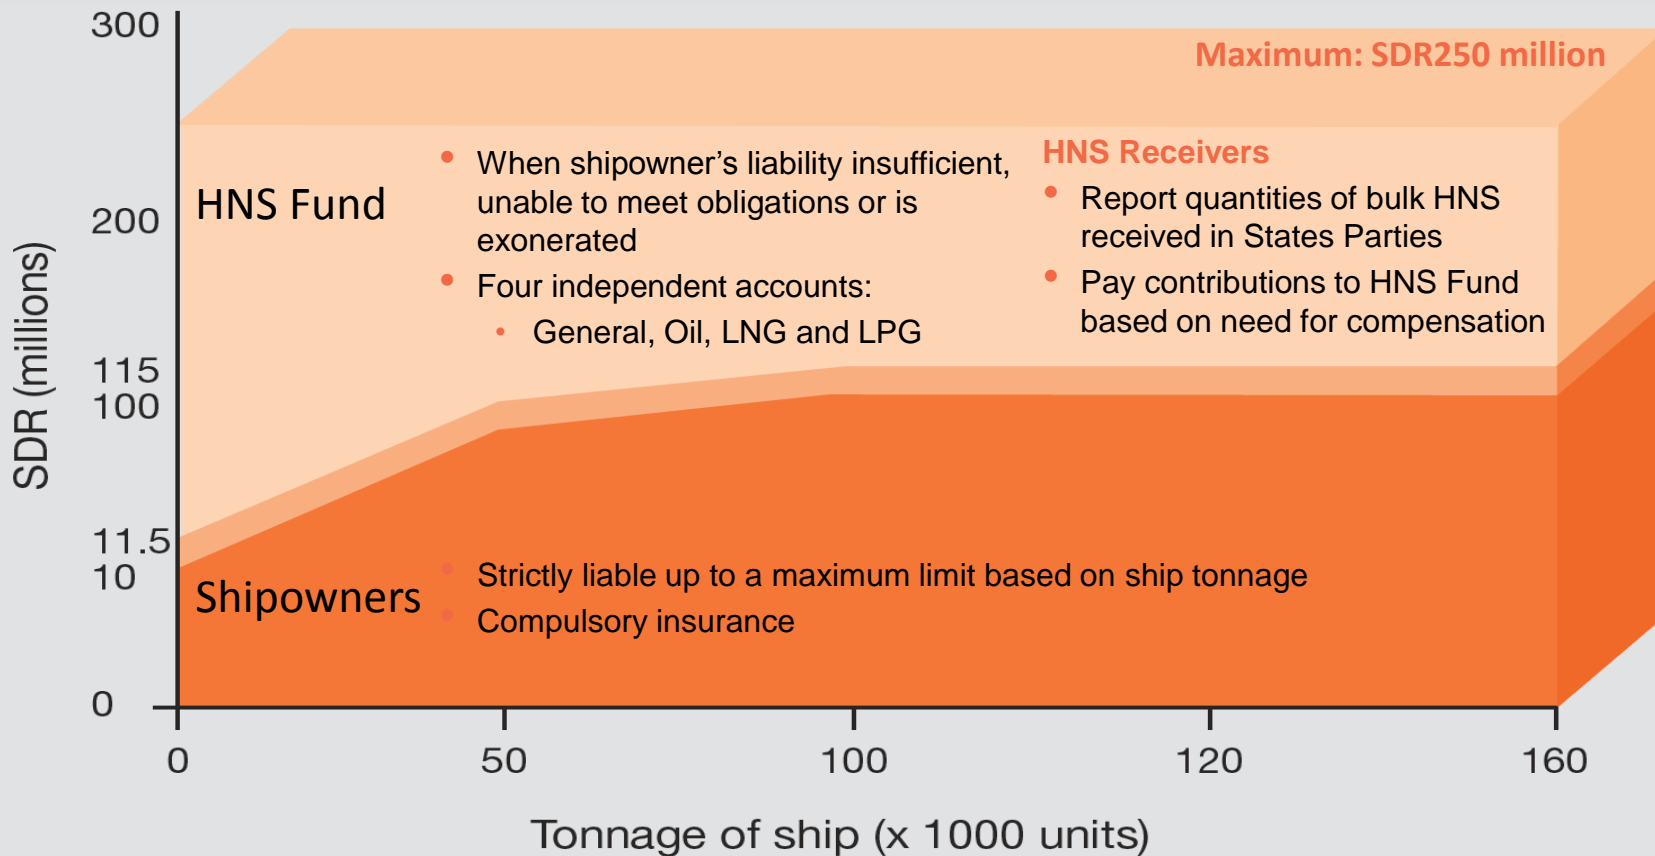 300
Maximum: SDR250 million
HNS Fund
• When shipowner’s liability insufficient,
unable to meet obligations or is
exonerated
• Four independent accounts:
• General, Oil, LNG and LPG
HNS Receivers
• Report quantities of bulk HNS
received in States Parties
• Pay contributions to HNS Fund
based on need for compensation
200
115
100
11.5
10
0
SDR (millions)
Shipowners
• Strictly liable up to a maximum limit based on ship tonnage
• Compulsory insurance
0 50 100 120 160
Tonnage of ship (x 1000 units)